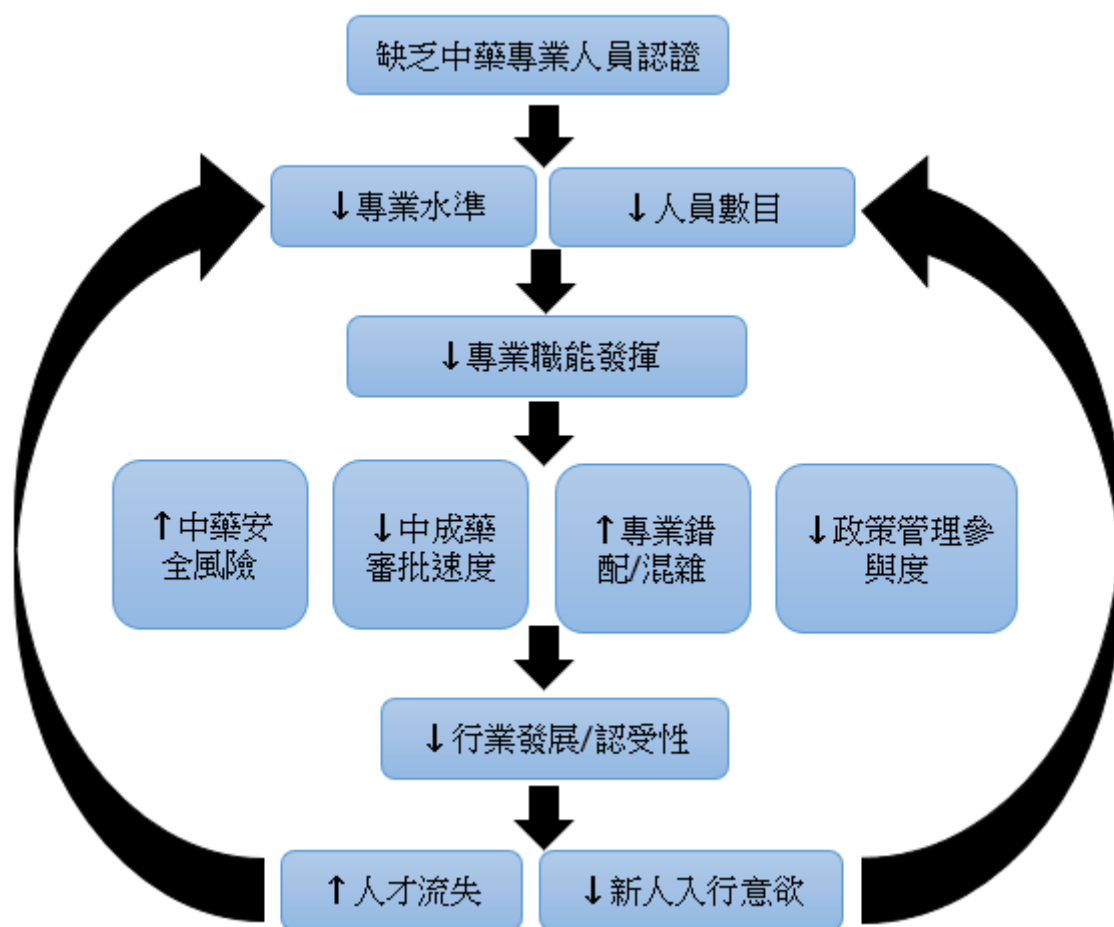 缺乏中藥專業人員認證
↓專業水準
↓人員數目
↓專業職能發揮
↑中藥安
全風險
↓中成藥
審批速度
↑專業錯
配/混雜
↓政策管理參
與度
↓行業發展/認受性
↑人才流失
↓新人入行意欲